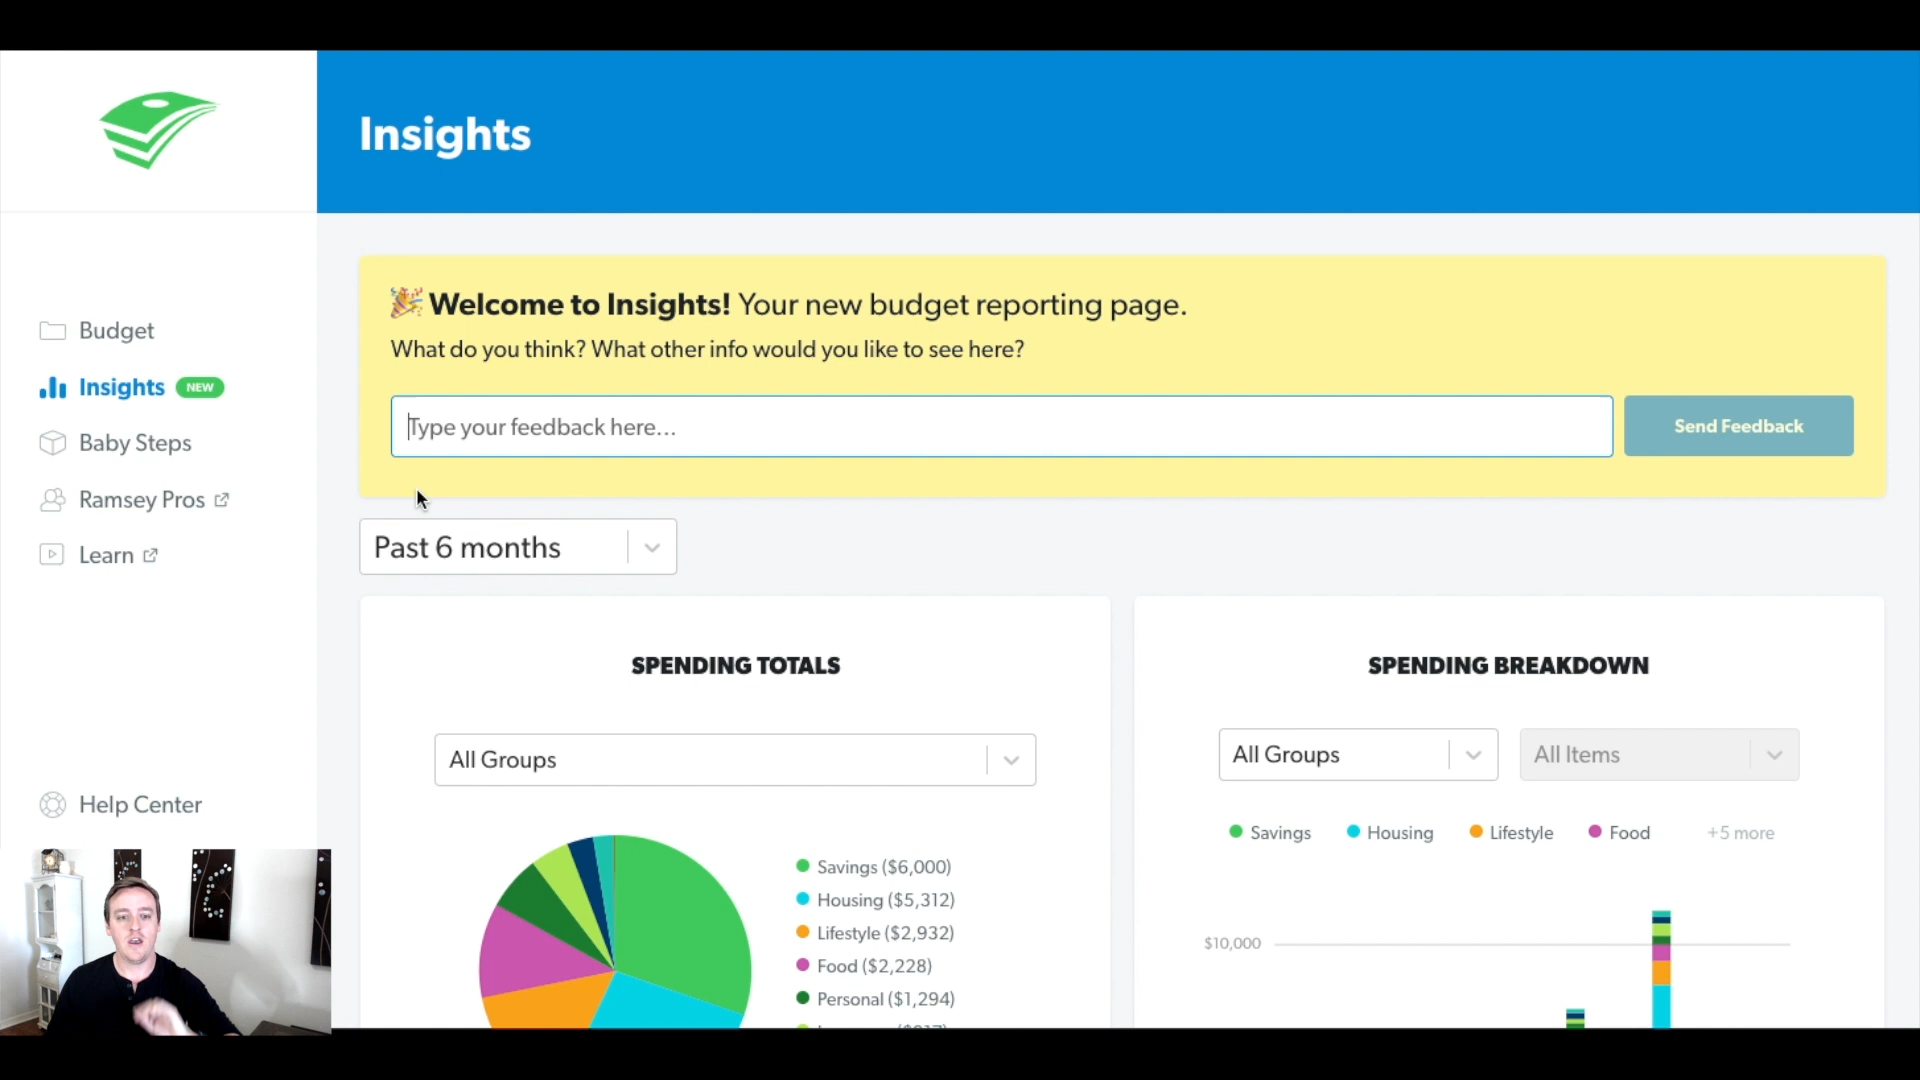 Insights
Budget
Insights NEW
Baby Steps
Ramsey Pros
Learn
Help Center
Welcome to Insights! Your new budget reporting page.
What do you think? What other info would you like to see here?
Type your feedback here...
Send Feedback
Past 6 months
SPENDING TOTALS
All Groups
Savings ($6,000)
Housing ($5,312)
Lifestyle ($2,932)
Food ($2,228)
Personal ($1,294)
SPENDING BREAKDOWN
All Groups
All Items
Savings
Housing
Lifestyle
Food
+5 more
$10,000